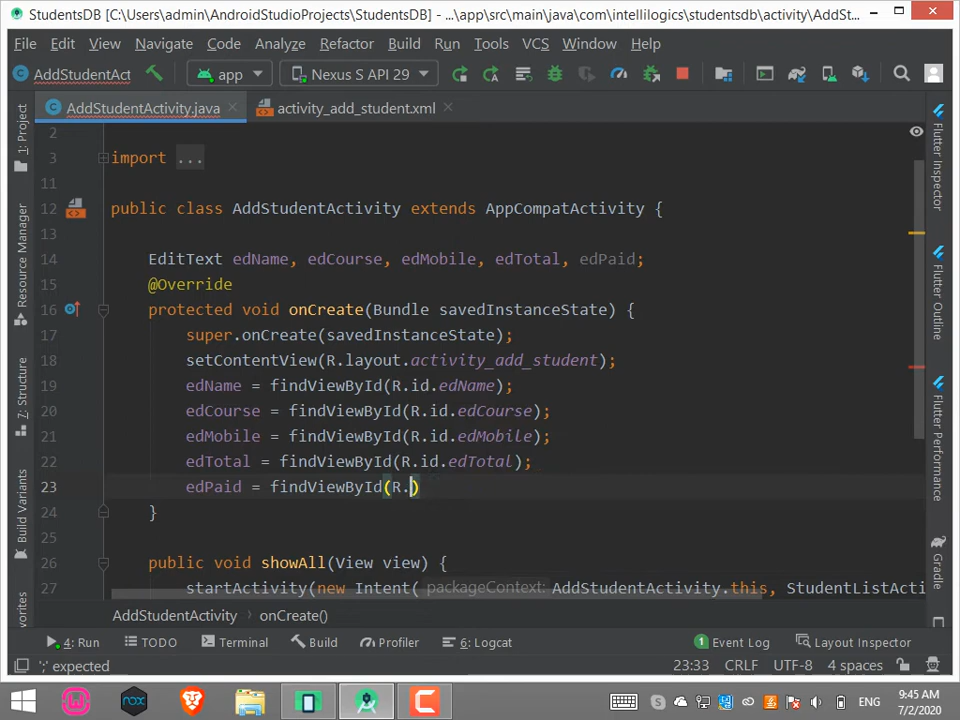 StudentsDB [C:\Users\admin\AndroidStudioProjects\StudentsDB] - ...\app\src\main\java\com\intellilogics\studentsdb\activity\AddSt...
File Edit View Navigate Code Analyze Refactor Build Run Tools VCS Window Help
AddStudentAct app Nexus S API 29
AddStudentActivity.java activity_add_student.xml
2
3 import ...
11
12 public class AddStudentActivity extends AppCompatActivity {
13
14 EditText edName, edCourse, edMobile, edTotal, edPaid;
15 @Override
16 protected void onCreate(Bundle savedInstanceState) {
17 super.onCreate(savedInstanceState);
18 setContentView(R.layout.activity_add_student);
19 edName = findViewById(R.id.edName);
20 edCourse = findViewById(R.id.edCourse);
21 edMobile = findViewById(R.id.edMobile);
22 edTotal = findViewById(R.id.edTotal);
23 edPaid = findViewById(R.)
24 }
25
26 public void showAll(View view) {
27 startActivity(new Intent( packageContext: AddStudentActivity.this, StudentListActi
1: Project
Resource Manager
7: Structure
Build Variants
vorites
Flutter Inspector
Flutter Outline
Flutter Performance
Gradle
AddStudentActivity onCreate()
4: Run TODO Terminal Build Profiler 6: Logcat 1 Event Log Layout Inspector
';' expected 23:33 CRLF UTF-8 4 spaces
nox ENG 9:45 AM
7/2/2020